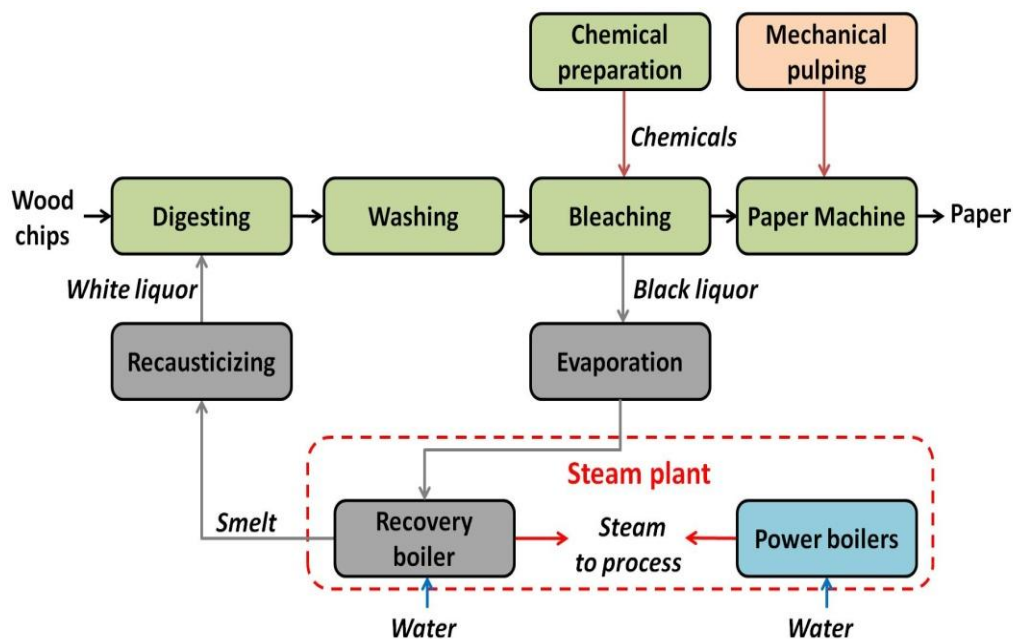 Chemical
preparation
Mechanical
pulping
Chemicals
Wood
chips
Digesting
Washing
Bleaching
Paper Machine
Paper
White liquor
Black liquor
Recausticizing
Evaporation
Steam plant
Smelt
Recovery
boiler
Steam
to process
Power boilers
Water
Water